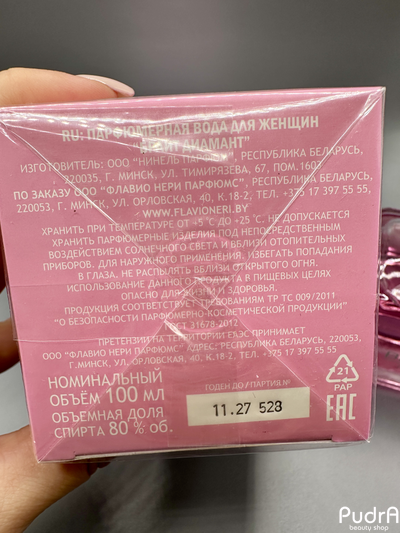 RU: ПАРФЮМЕРНАЯ ВОДА ДЛЯ ЖЕНЩИН
ДИАМАНТ"
ИЗГОТОВИТЕЛЬ: ООО "НИНЕЛЬ ПАРФЮМ", РЕСПУБЛИКА БЕЛАРУСЬ,
220035, Г. МИНСК, УЛ. ТИМИРЯЗЕВА, 67, ПОМ.1603
ПО ЗАКАЗУ ООО "ФЛАВИО НЕРИ ПАРФЮМС", РЕСПУБЛИКА БЕЛАРУСЬ,
220053, Г. МИНСК, УЛ. ОРЛОВСКАЯ, 40, К.18-2, ТЕЛ. +375 17 397 55 55,
WWW.FLAVIONERI.BY
ХРАНИТЬ ПРИ ТЕМПЕРАТУРЕ ОТ +5˚С ДО +25˚С. НЕ ДОПУСКАЕТСЯ
ХРАНИТЬ ПАРФЮМЕРНЫЕ ИЗДЕЛИЯ ПОД НЕПОСРЕДСТВЕННЫМ
ВОЗДЕЙСТВИЕМ СОЛНЕЧНОГО СВЕТА И ВБЛИЗИ ОТОПИТЕЛЬНЫХ
ПРИБОРОВ. ДЛЯ НАРУЖНОГО ПРИМЕНЕНИЯ. ИЗБЕГАТЬ ПОПАДАНИЯ
В ГЛАЗА. НЕ РАСПЫЛЯТЬ ВБЛИЗИ ОТКРЫТОГО ОГНЯ.
ИСПОЛЬЗОВАНИЕ ДАННОГО ПРОДУКТА В ПИЩЕВЫХ ЦЕЛЯХ
ОПАСНО ДЛЯ ЖИЗНИ И ЗДОРОВЬЯ.
ПРОДУКЦИЯ СООТВЕТСТВУЕТ ТРЕБОВАНИЯМ ТР ТС 009/2011
"О БЕЗОПАСНОСТИ ПАРФЮМЕРНО-КОСМЕТИЧЕСКОЙ ПРОДУКЦИИ"
31678-2012
ПРЕТЕНЗИИ НА ТЕРРИТОРИИ ЕАЭС ПРИНИМАЕТ
ООО "ФЛАВИО НЕРИ ПАРФЮМС" АДРЕС: РЕСПУБЛИКА БЕЛАРУСЬ, 220053,
Г.МИНСК, УЛ. ОРЛОВСКАЯ, 40, К.18-2, ТЕЛ. +375 17 397 55 55
НОМИНАЛЬНЫЙ
ОБЪЁМ 100 МЛ
ОБЪЕМНАЯ ДОЛЯ
СПИРТА 80 % об.
ГОДЕН ДО / ПАРТИЯ №
11.27 528
21
PAP
EAC
PudrA
beauty shop